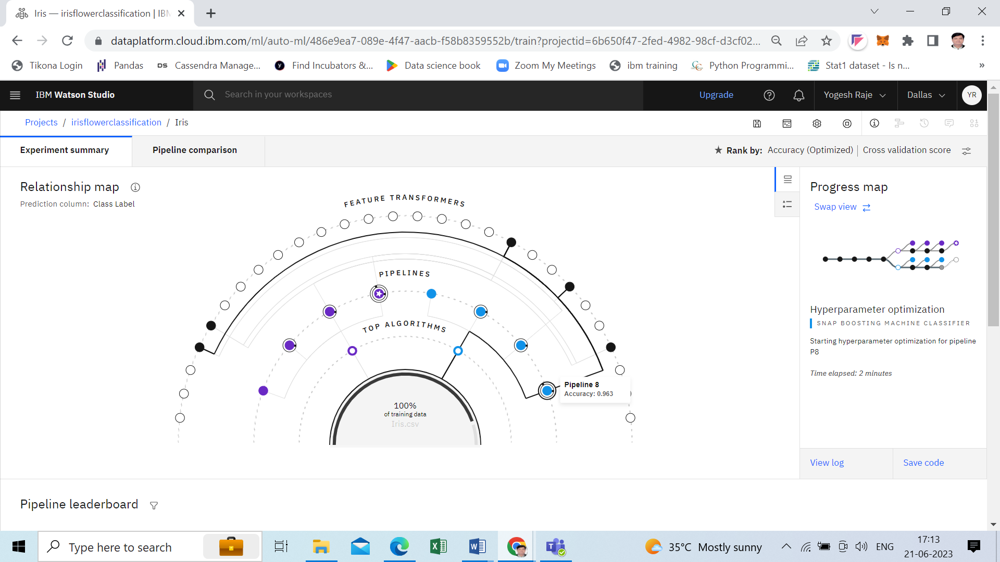 Iris — irisflowerclassification | IBM
dataplatform.cloud.ibm.com/ml/auto-ml/486e9ea7-089e-4f47-aacb-f58b8359552b/train?projectid=6b650f47-2fed-4982-98cf-d3cf02...
Tikona Login
Pandas
DS Cassendra Manage...
Find Incubators &...
Data science book
Zoom My Meetings
ibm training
Python Programmi...
Stat1 dataset - Is n...
»
IBM Watson Studio
Search in your workspaces
Upgrade
Yogesh Raje
Dallas
YR
Projects / irisflowerclassification / Iris
Experiment summary
Pipeline comparison
Rank by: Accuracy (Optimized) | Cross validation score
Relationship map
Prediction column: Class Label
FEATURE TRANSFORMERS
PIPELINES
TOP ALGORITHMS
Pipeline 8
Accuracy: 0.963
100%
of training data
Iris.csv
Progress map
Swap view
Hyperparameter optimization
SNAP BOOSTING MACHINE CLASSIFIER
Starting hyperparameter optimization for pipeline
P8
Time elapsed: 2 minutes
View log
Save code
Pipeline leaderboard
Type here to search
35°C Mostly sunny
ENG
17:13
21-06-2023